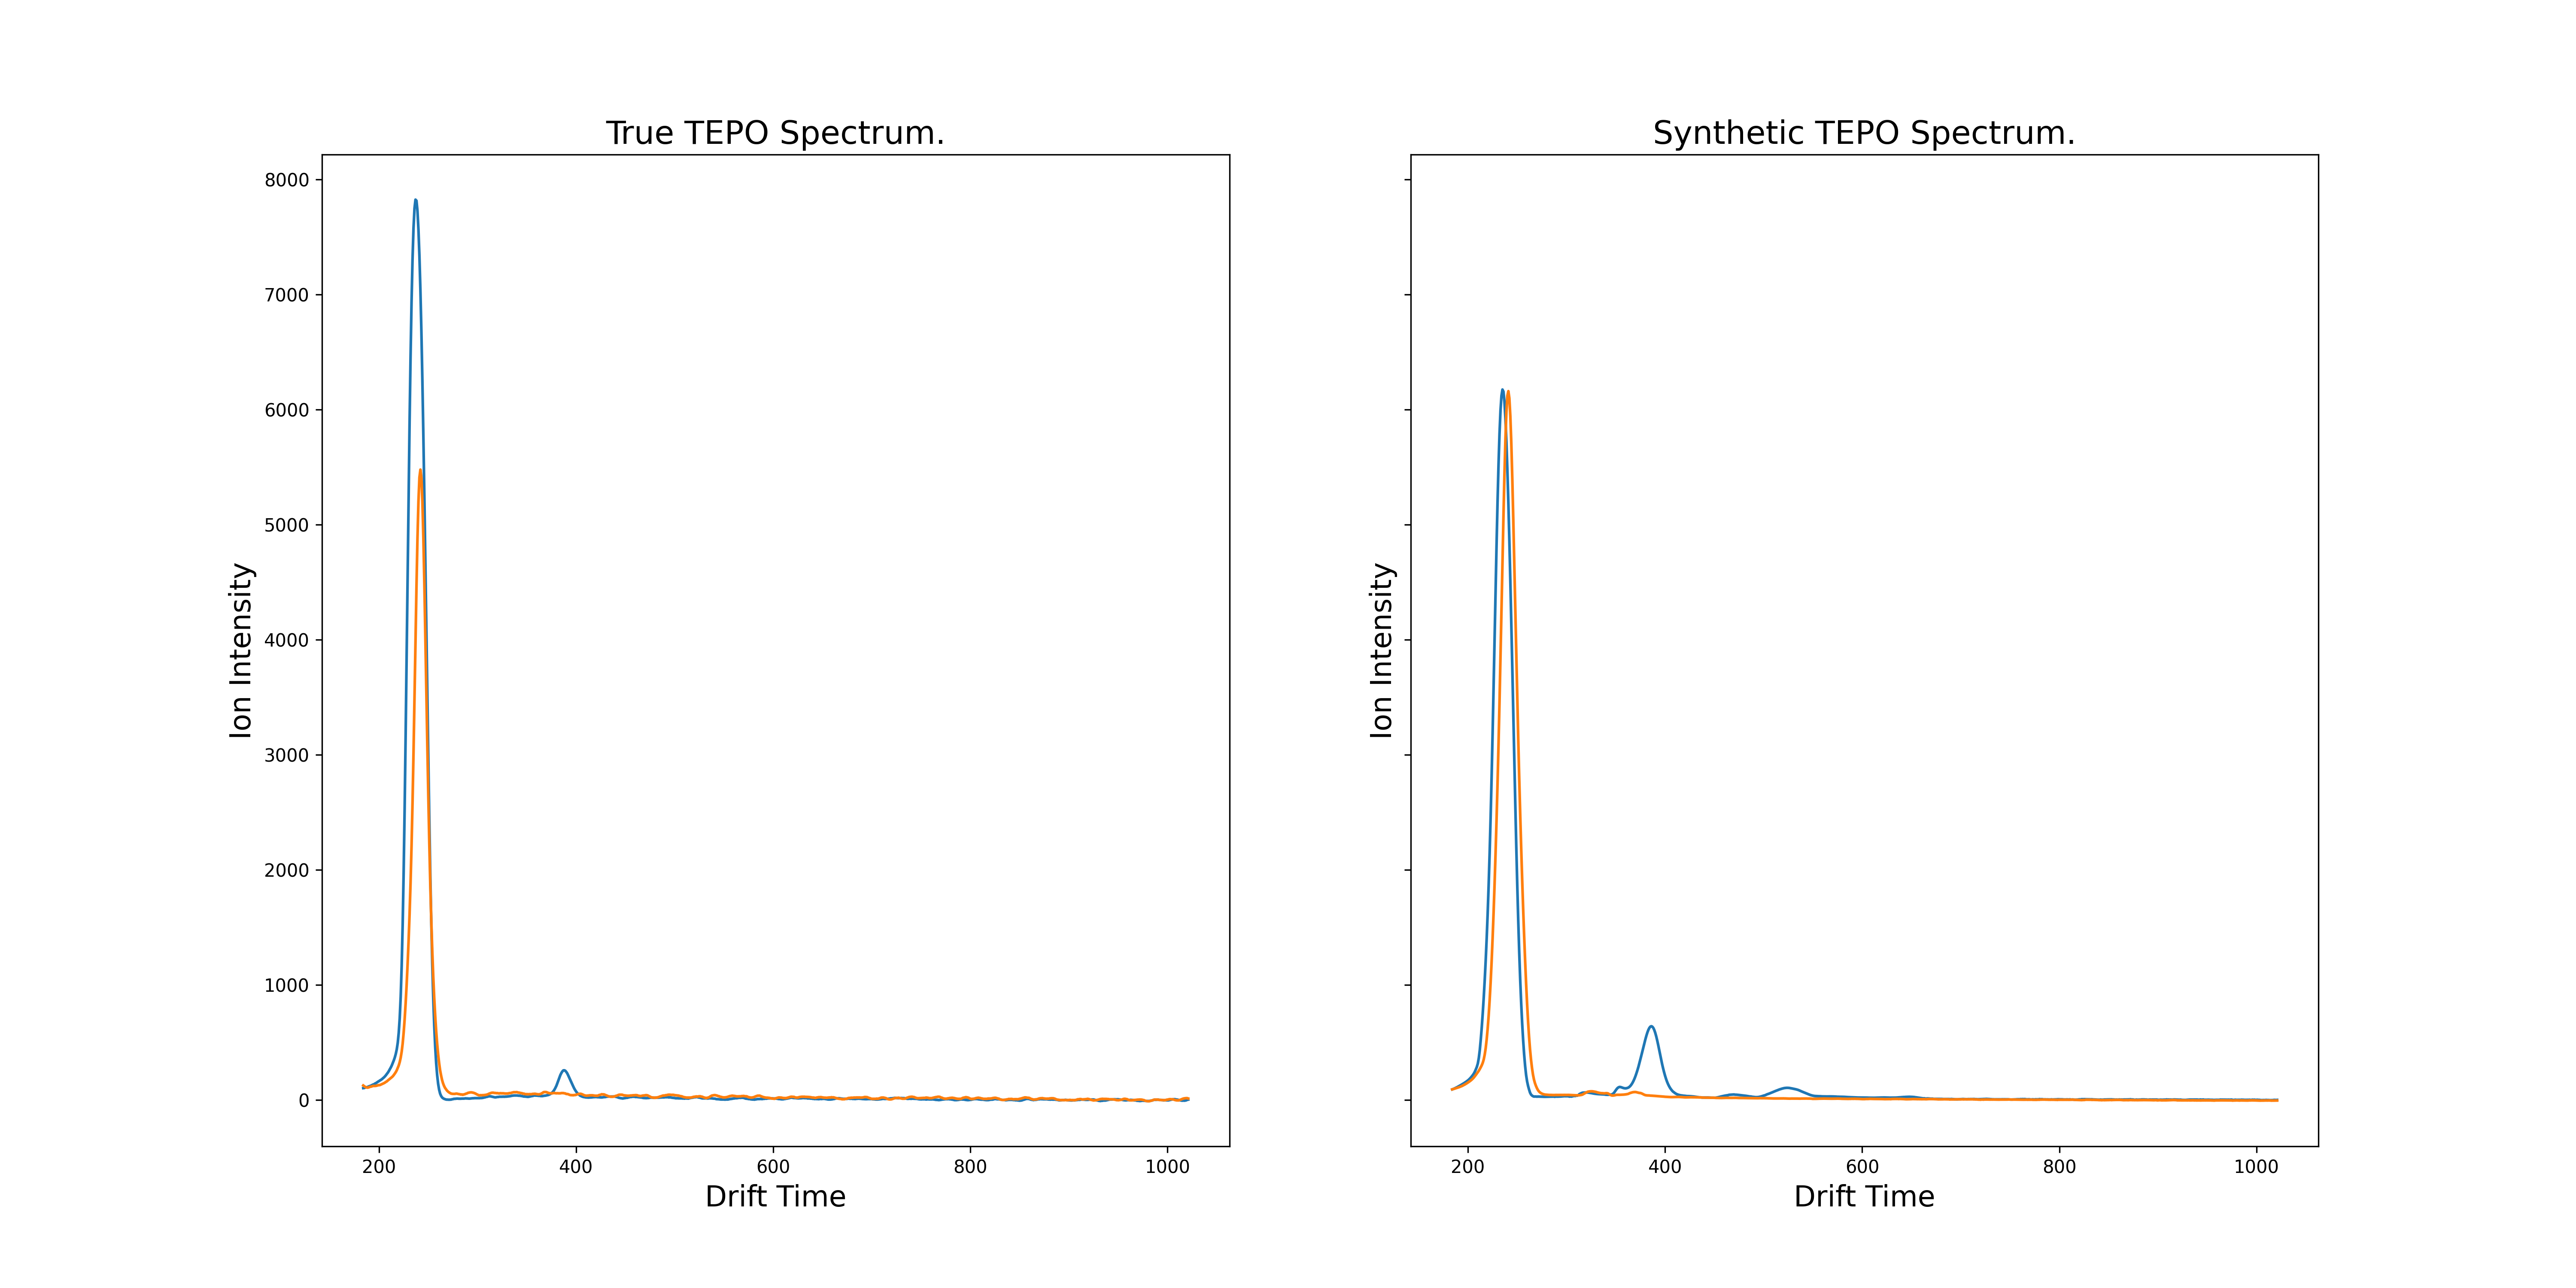 True TEPO Spectrum.
Synthetic TEPO Spectrum.
8000
7000
6000
5000
4000
3000
2000
1000
0
Ion Intensity
Ion Intensity
200 400 600 800 1000
200 400 600 800 1000
Drift Time
Drift Time